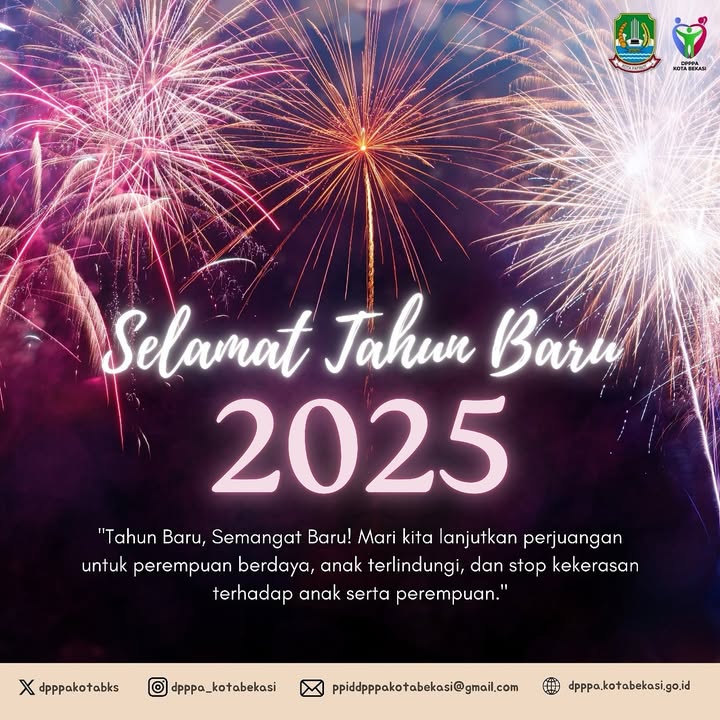 DPPPA
KOTA BEKASI
Selamat Tahun Baru
2025
"Tahun Baru, Semangat Baru! Mari kita lanjutkan perjuangan
untuk perempuan berdaya, anak terlindungi, dan stop kekerasan
terhadap anak serta perempuan."
dpppakotabks
dpppa_kotabekasi
ppiddpppakotabekasi@gmail.com
dpppa.kotabekasi.go.id